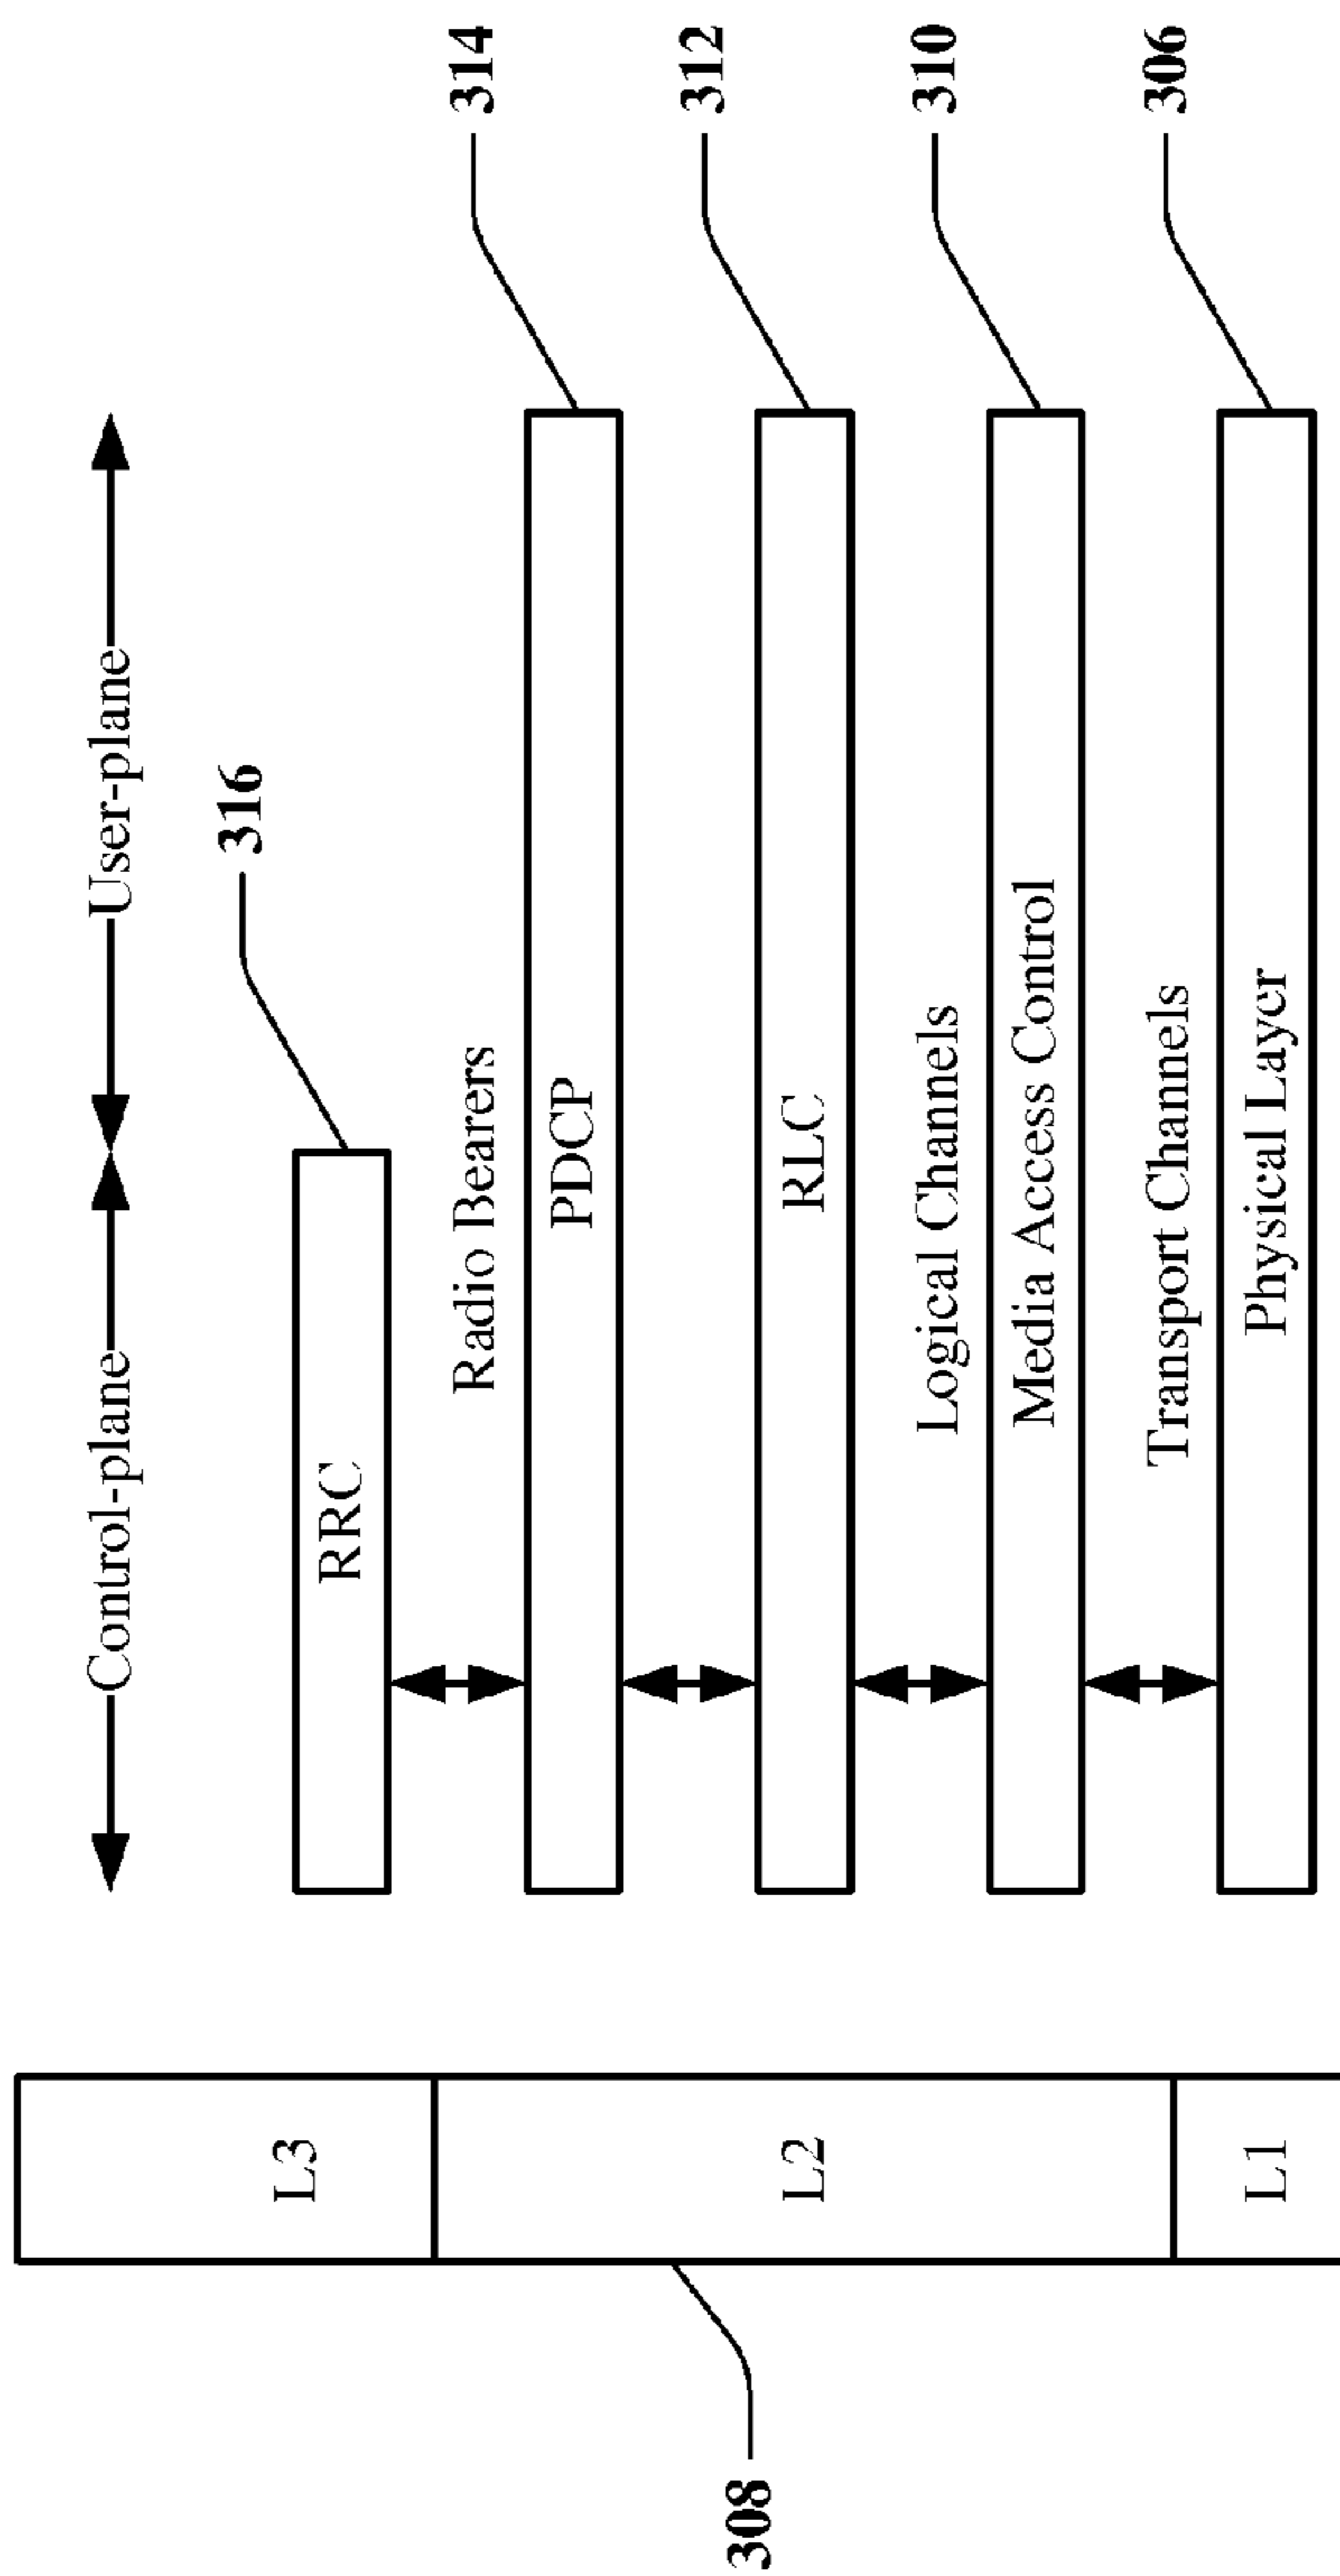 Control-plane User-plane
316
RRC
L3
Radio Bearers
314
PDCP
312
RLC
L2
308
Logical Channels
310
Media Access Control
Transport Channels
306
Physical Layer
L1